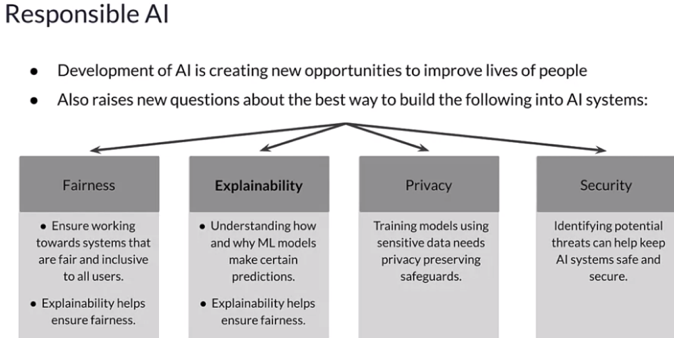 Responsible AI
● Development of AI is creating new opportunities to improve lives of people
● Also raises new questions about the best way to build the following into AI systems:
Fairness
● Ensure working
towards systems that
are fair and inclusive
to all users.
● Explainability helps
ensure fairness.
Explainability
● Understanding how
and why ML models
make certain
predictions.
● Explainability helps
ensure fairness.
Privacy
Training models using
sensitive data needs
privacy preserving
safeguards.
Security
Identifying potential
threats can help keep
AI systems safe and
secure.